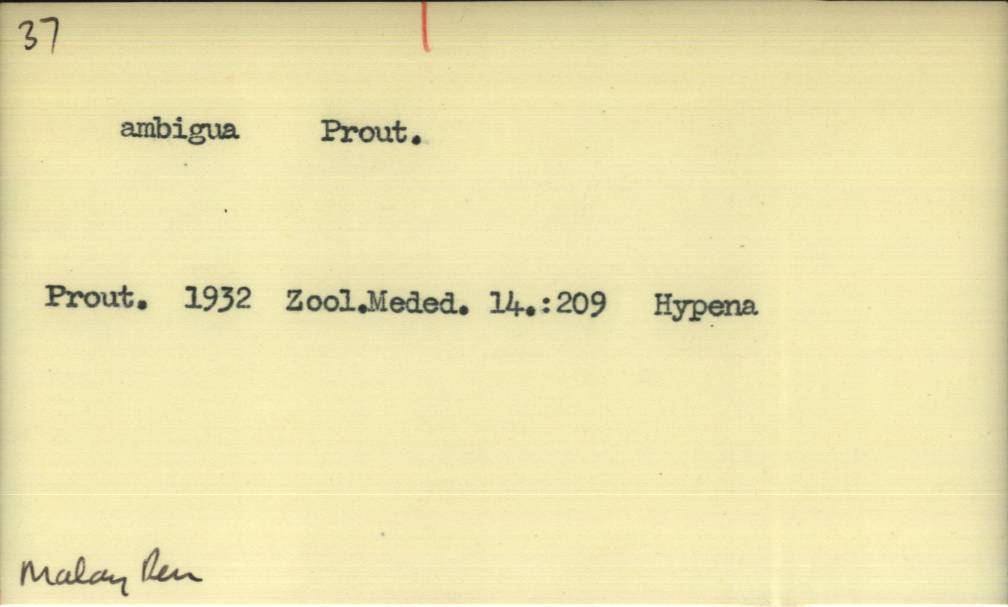 37
ambigua Prout.
Prout. 1932 Zool.Meded. 14.:209 Hypena
Malay Pen